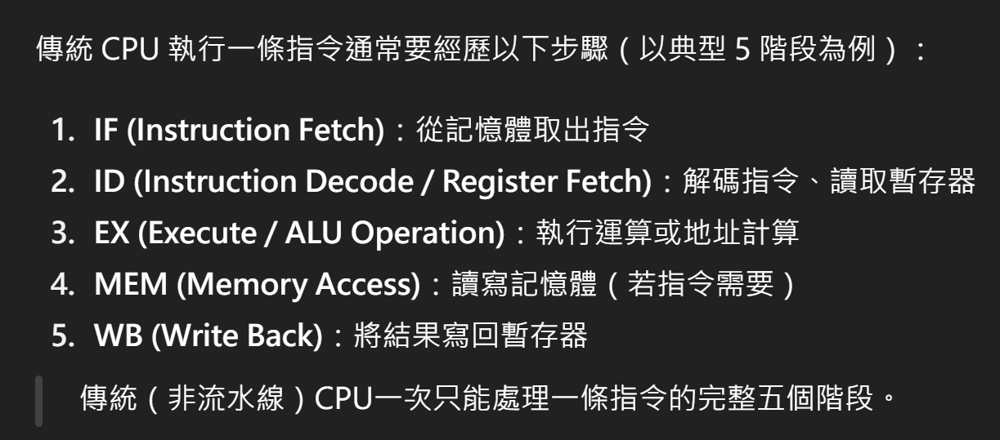 傳統 CPU 執行一條指令通常要經歷以下步驟（以典型 5 階段為例）：
1. IF (Instruction Fetch)：從記憶體取出指令
2. ID (Instruction Decode / Register Fetch)：解碼指令、讀取暫存器
3. EX (Execute / ALU Operation)：執行運算或地址計算
4. MEM (Memory Access)：讀寫記憶體（若指令需要）
5. WB (Write Back)：將結果寫回暫存器
傳統（非流水線）CPU一次只能處理一條指令的完整五個階段。